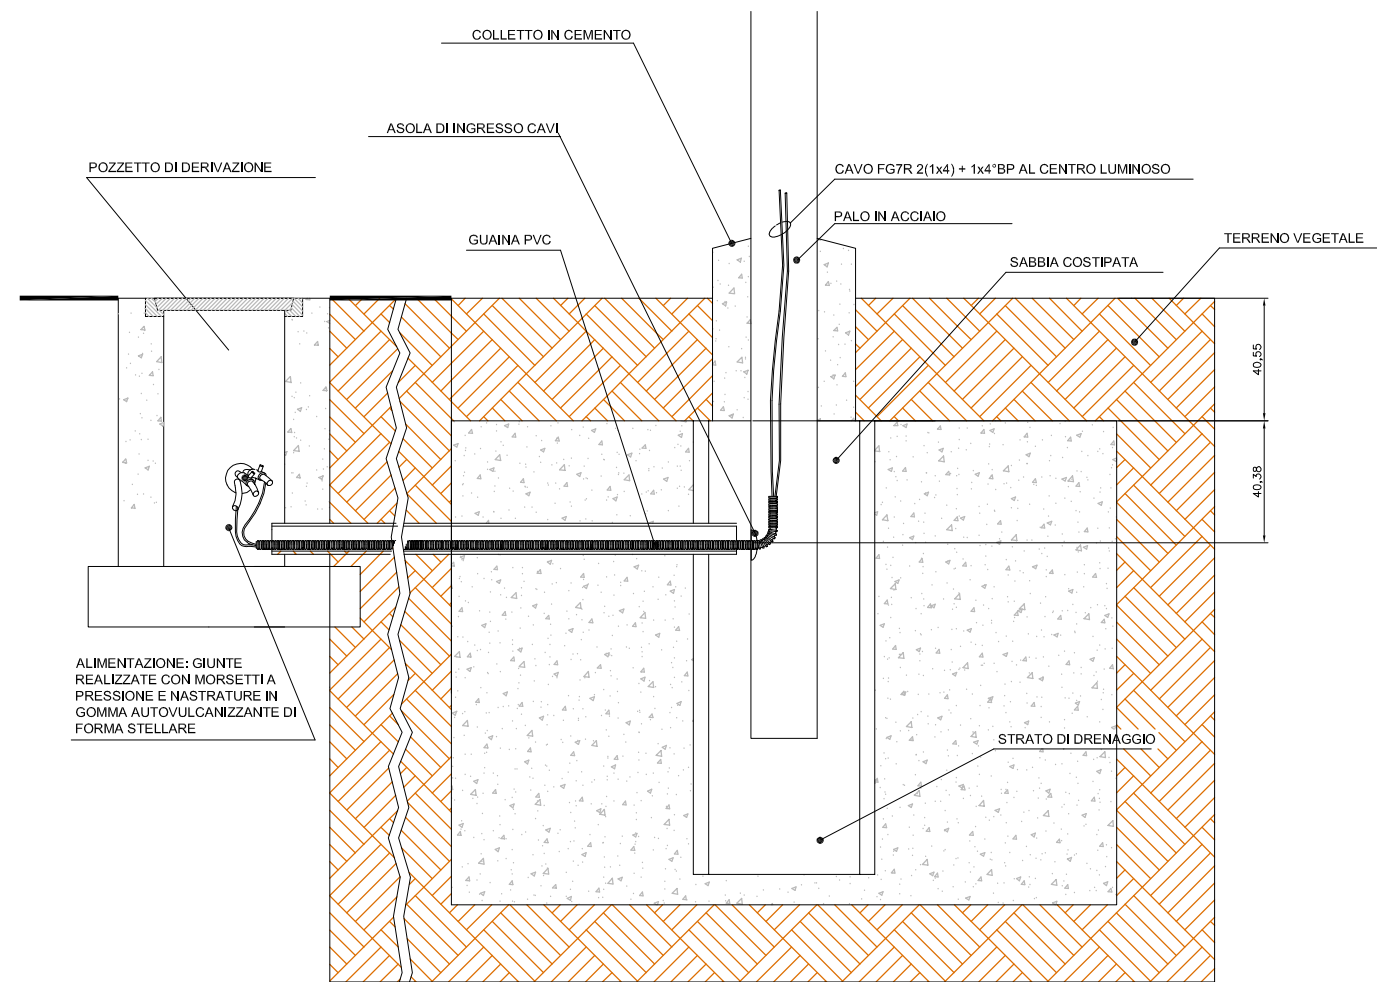 COLLETTO IN CEMENTO
ASOLA DI INGRESSO CAVI
POZZETTO DI DERIVAZIONE
CAVO FG7R 2(1x4) + 1x4°BP AL CENTRO LUMINOSO
PALO IN ACCIAIO
GUAINA PVC
TERRENO VEGETALE
SABBIA COSTIPATA
40,55
40,38
ALIMENTAZIONE: GIUNTE
REALIZZATE CON MORSETTI A
PRESSIONE E NASTRATURE IN
GOMMA AUTOVULCANIZZANTE DI
FORMA STELLARE
STRATO DI DRENAGGIO